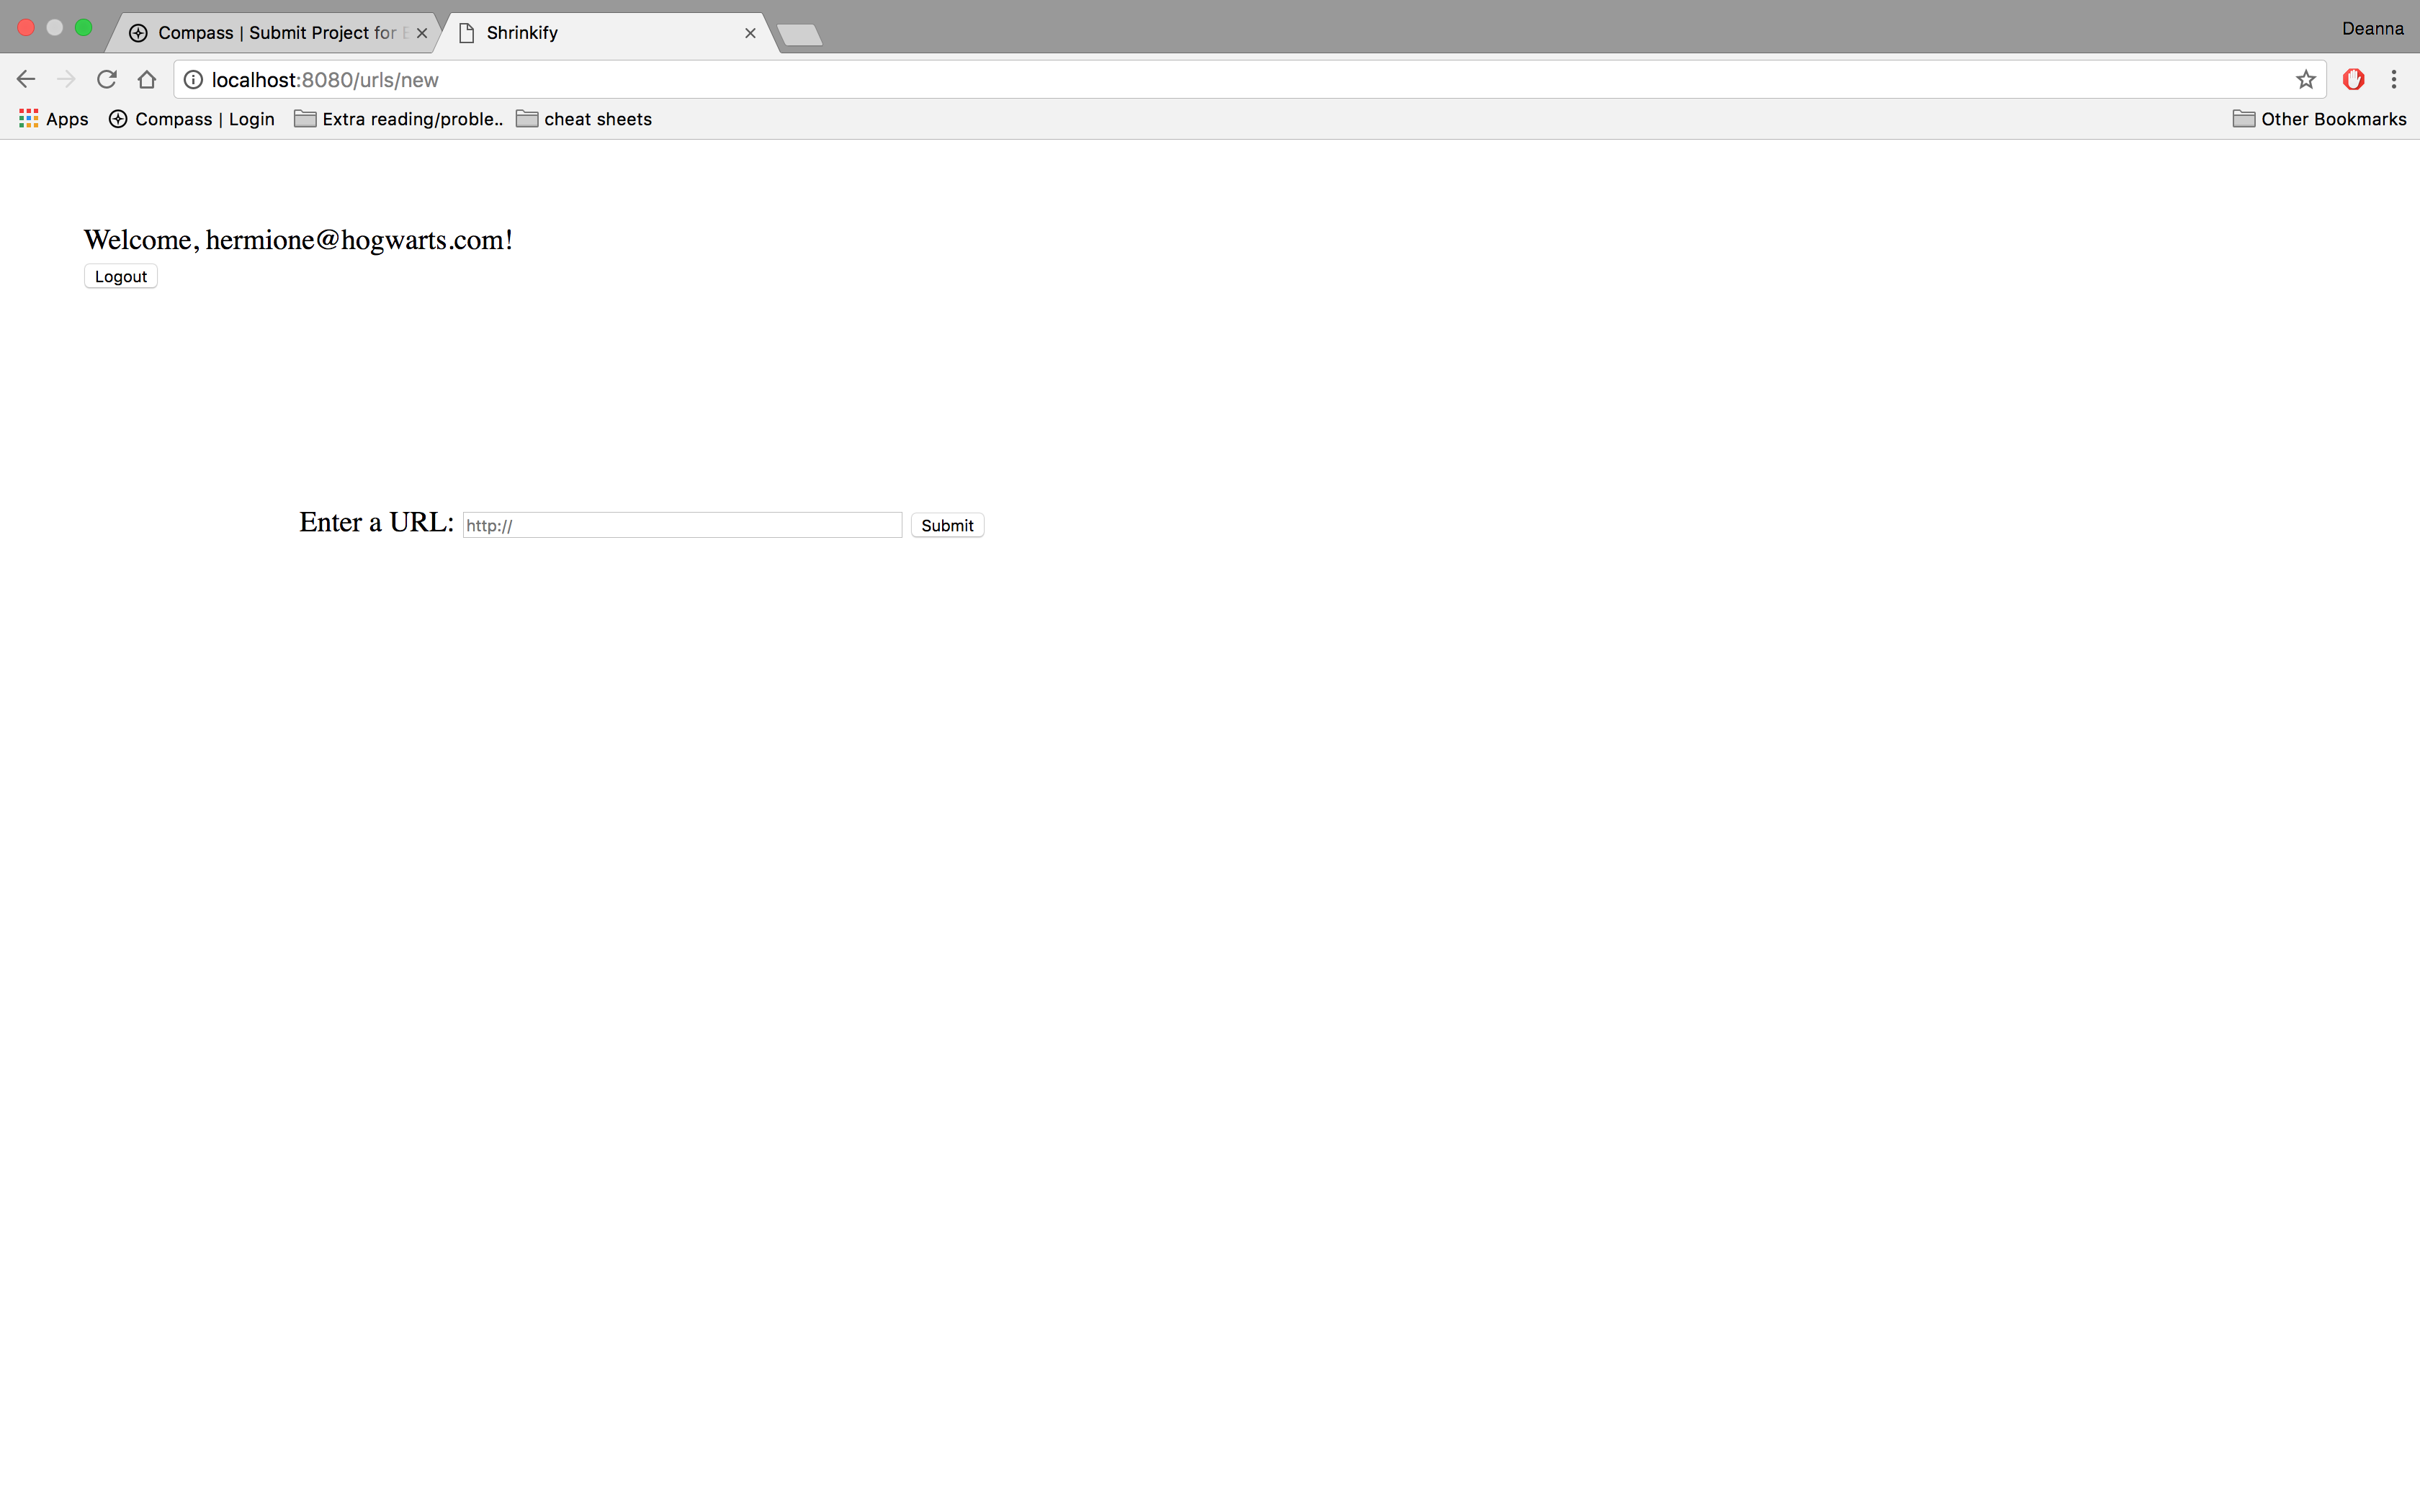 Compass | Submit Project for
Shrinkify
Deanna
localhost:8080/urls/new
Apps
Compass | Login
Extra reading/proble..
cheat sheets
Other Bookmarks
Welcome, hermione@hogwarts.com!
Logout
Enter a URL: http:// Submit